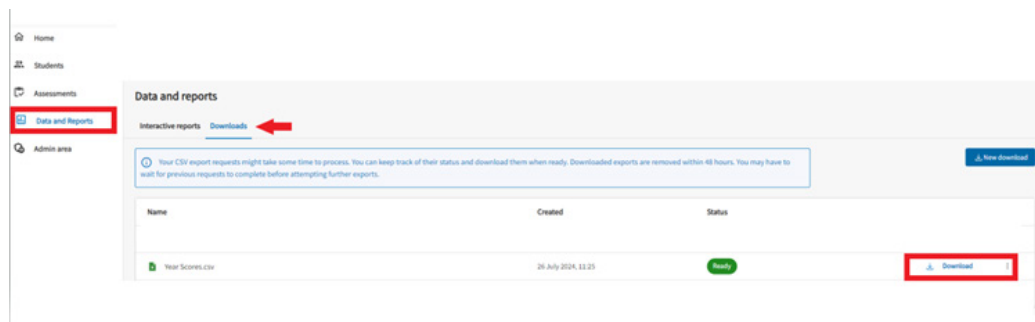 Home
Students
Assessments
Data and Reports
Admin area
Data and reports
Interactive reports Downloads
Your CSV export requests might take some time to process. You can keep track of their status and download them when ready. Downloaded exports are removed within 48 hours. You may have to
wait for previous requests to complete before attempting further exports.
New download
Name Created Status
Year Scores.csv 26 July 2024, 11:25 Ready Download